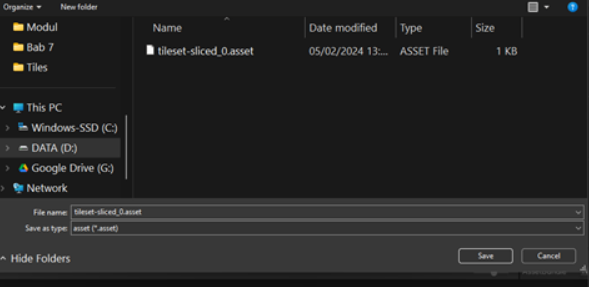 Organize New folder
Modul
Bab 7
Tiles
This PC
Windows-SSD (C:)
DATA (D:)
Google Drive (G:)
Network
Name Date modified Type Size
tileset-sliced_0.asset 05/02/2024 13:... ASSET File 1 KB
File name: tileset-sliced_0.asset
Save as type: asset (*.asset)
Hide Folders Save Cancel